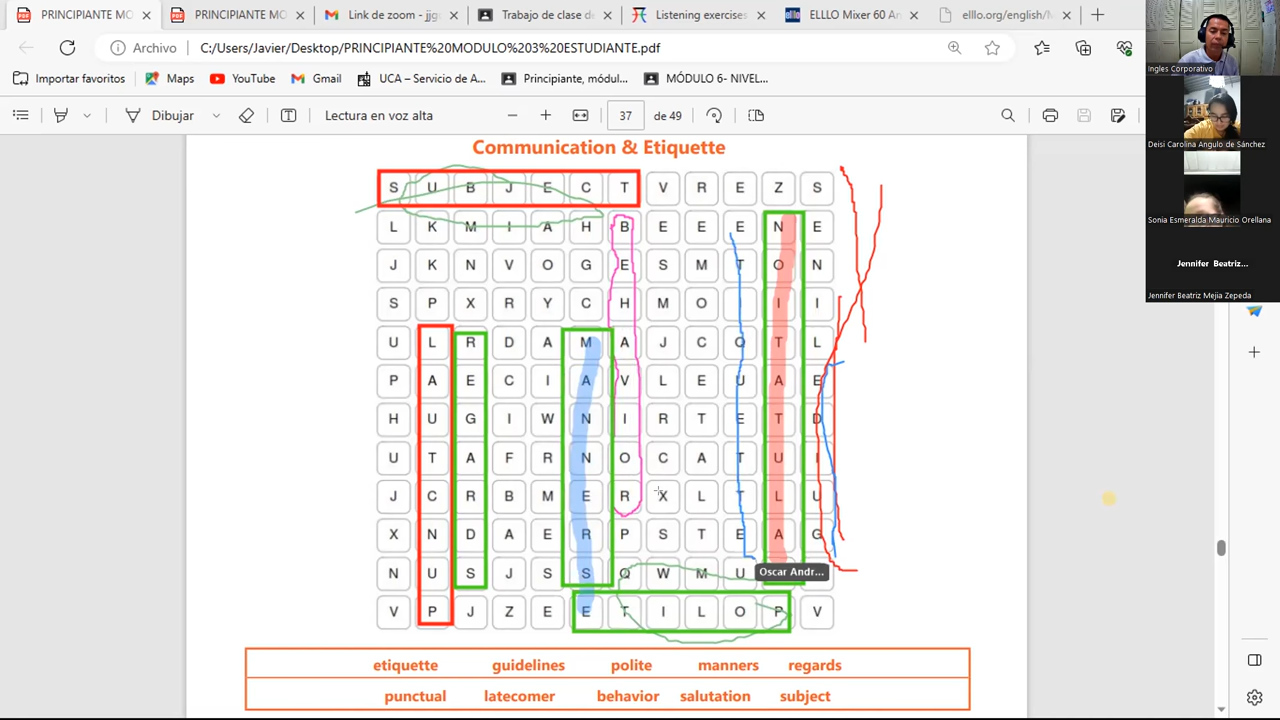 PRINCIPIANTE MO
PRINCIPIANTE MO
Link de zoom - jjg
Trabajo de clase de
Listening exercises
ELLLO Mixer 60 An
elllo.org/english/
Archivo C:/Users/Javier/Desktop/PRINCIPIANTE%20MODULO%203%20ESTUDIANTE.pdf
Importar favoritos Maps YouTube Gmail UCA – Servicio de A... Principiante, módul... MÓDULO 6- NIVEL...
Dibujar Lectura en voz alta 37 de 49
Communication & Etiquette
S U B J E C T V R E Z S
L K M I A H B E E E N E
J K N V O G E S M T O N
S P X R Y C H M O I I I
U L R D A M A J C Q T L
P A E C I A V L E U A E
H U G I W N I R T E T D
U T A F R N O C A T U I
J C R B M E R X L T L U
X N D A E R P S T E A G
N U S J S S Q W M U
Oscar Andr...
V P J Z E E T I L O P V
etiquette guidelines polite manners regards
punctual latecomer behavior salutation subject
Ingles Corporativo
Deisi Carolina Angulo de Sánchez
Sonia Esmeralda Mauricio Orellana
Jennifer Beatriz...
Jennifer Beatriz Mejia Zepeda